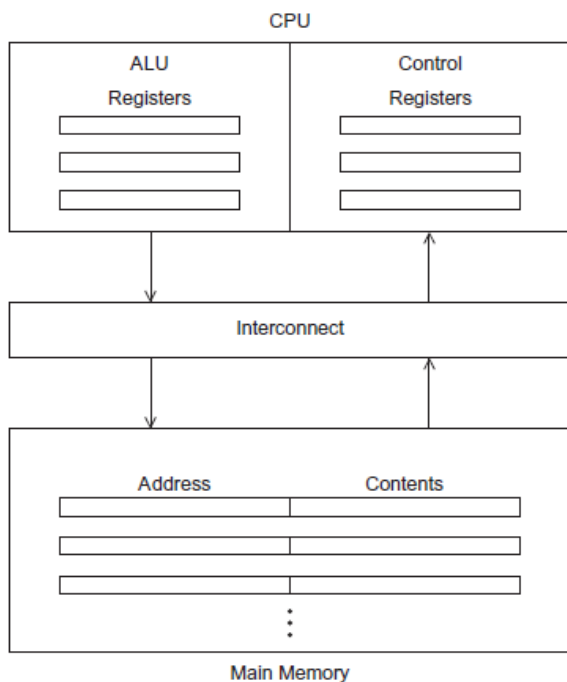 CPU
ALU
Control
Registers
Registers
Interconnect
Address
Contents
Main Memory